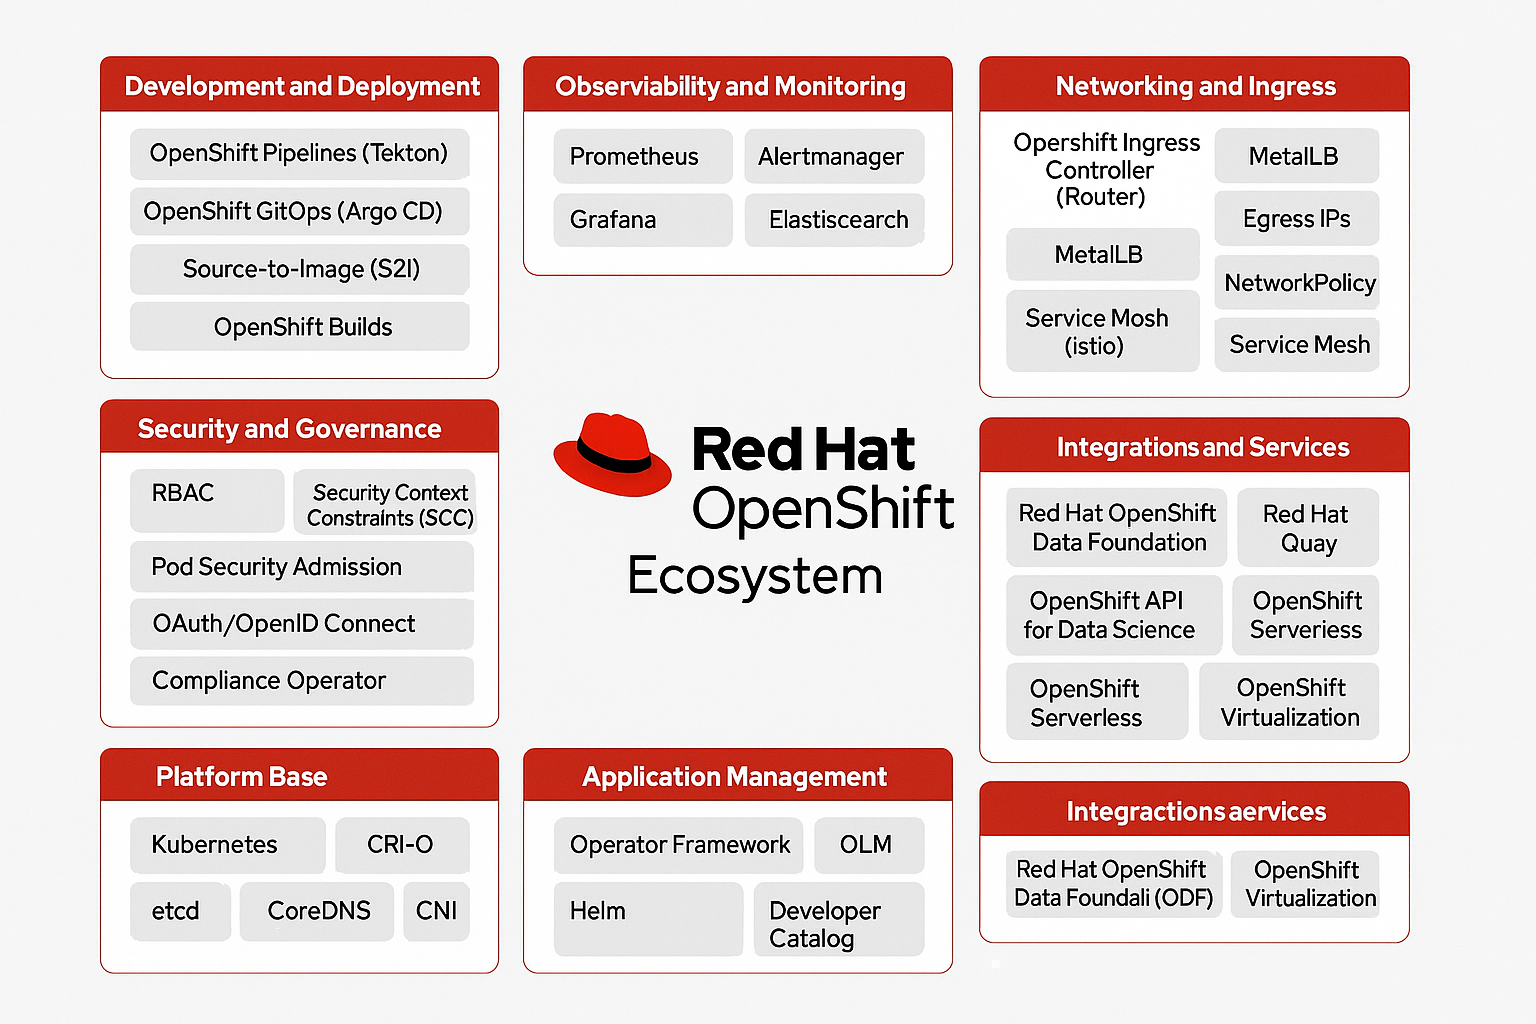 Development and Deployment
OpenShift Pipelines (Tekton)
OpenShift GitOps (Argo CD)
Source-to-Image (S2I)
OpenShift Builds
Observiability and Monitoring
Prometheus
Alertmanager
Grafana
Elastiscearch
Networking and Ingress
Opershift Ingress
Controller
(Router)
MetalLB
Service Mosh
(istio)
MetalLB
Egress IPs
NetworkPolicy
Service Mesh
Security and Governance
RBAC
Security Context
Constraints (SCC)
Pod Security Admission
OAuth/OpenID Connect
Compliance Operator
Red Hat
OpenShift
Ecosystem
Integrations and Services
Red Hat OpenShift
Data Foundation
Red Hat
Quay
OpenShift API
for Data Science
OpenShift
Serveriess
OpenShift
Serverless
OpenShift
Virtualization
Platform Base
Kubernetes
CRI-O
etcd
CoreDNS
CNI
Application Management
Operator Framework
OLM
Helm
Developer
Catalog
Integractions aervices
Red Hat OpenShift
Data Foundali (ODF)
OpenShift
Virtualization